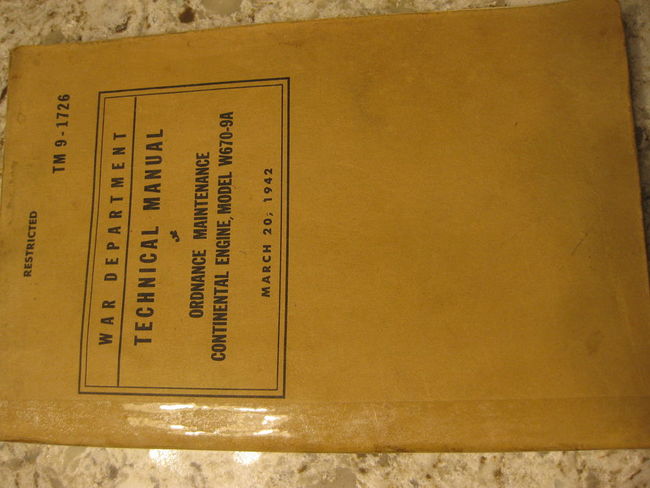 RESTRICTED
TM 9-1726
WAR DEPARTMENT
TECHNICAL MANUAL
ORDNANCE MAINTENANCE
CONTINENTAL ENGINE, MODEL W670-9A
MARCH 20, 1942